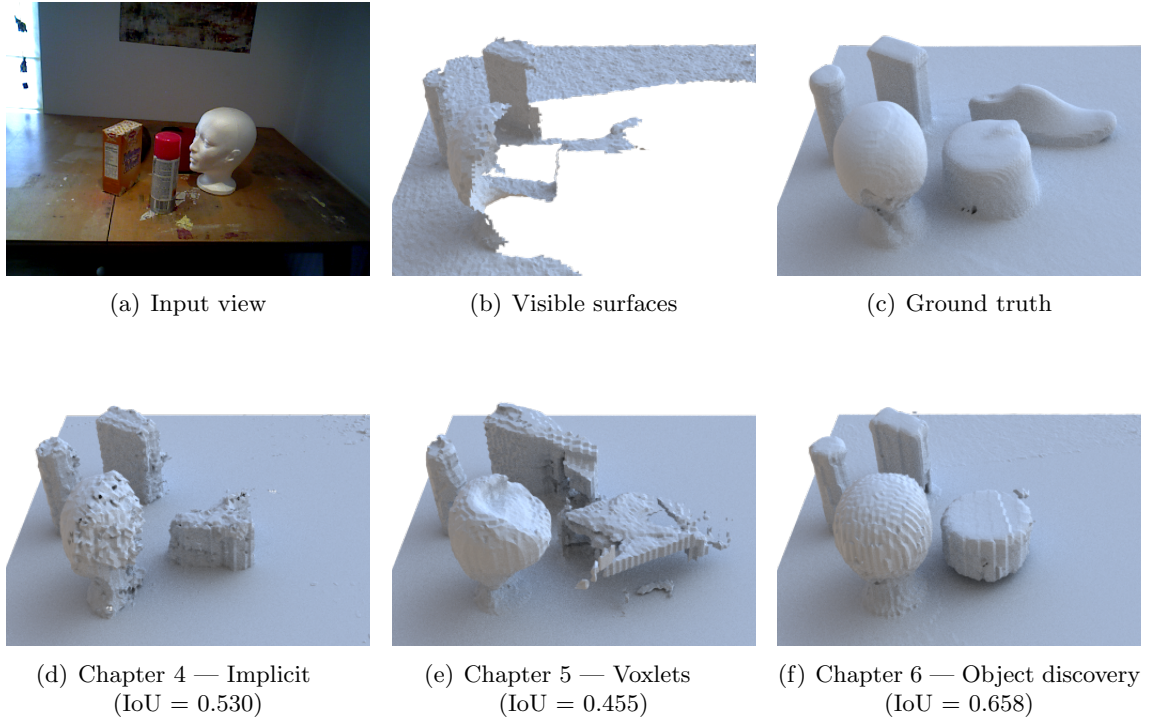 (a) Input view
(b) Visible surfaces
(c) Ground truth
(d) Chapter 4 — Implicit
(IoU = 0.530)
(e) Chapter 5 — Voxlets
(IoU = 0.455)
(f) Chapter 6 — Object discovery
(IoU = 0.658)